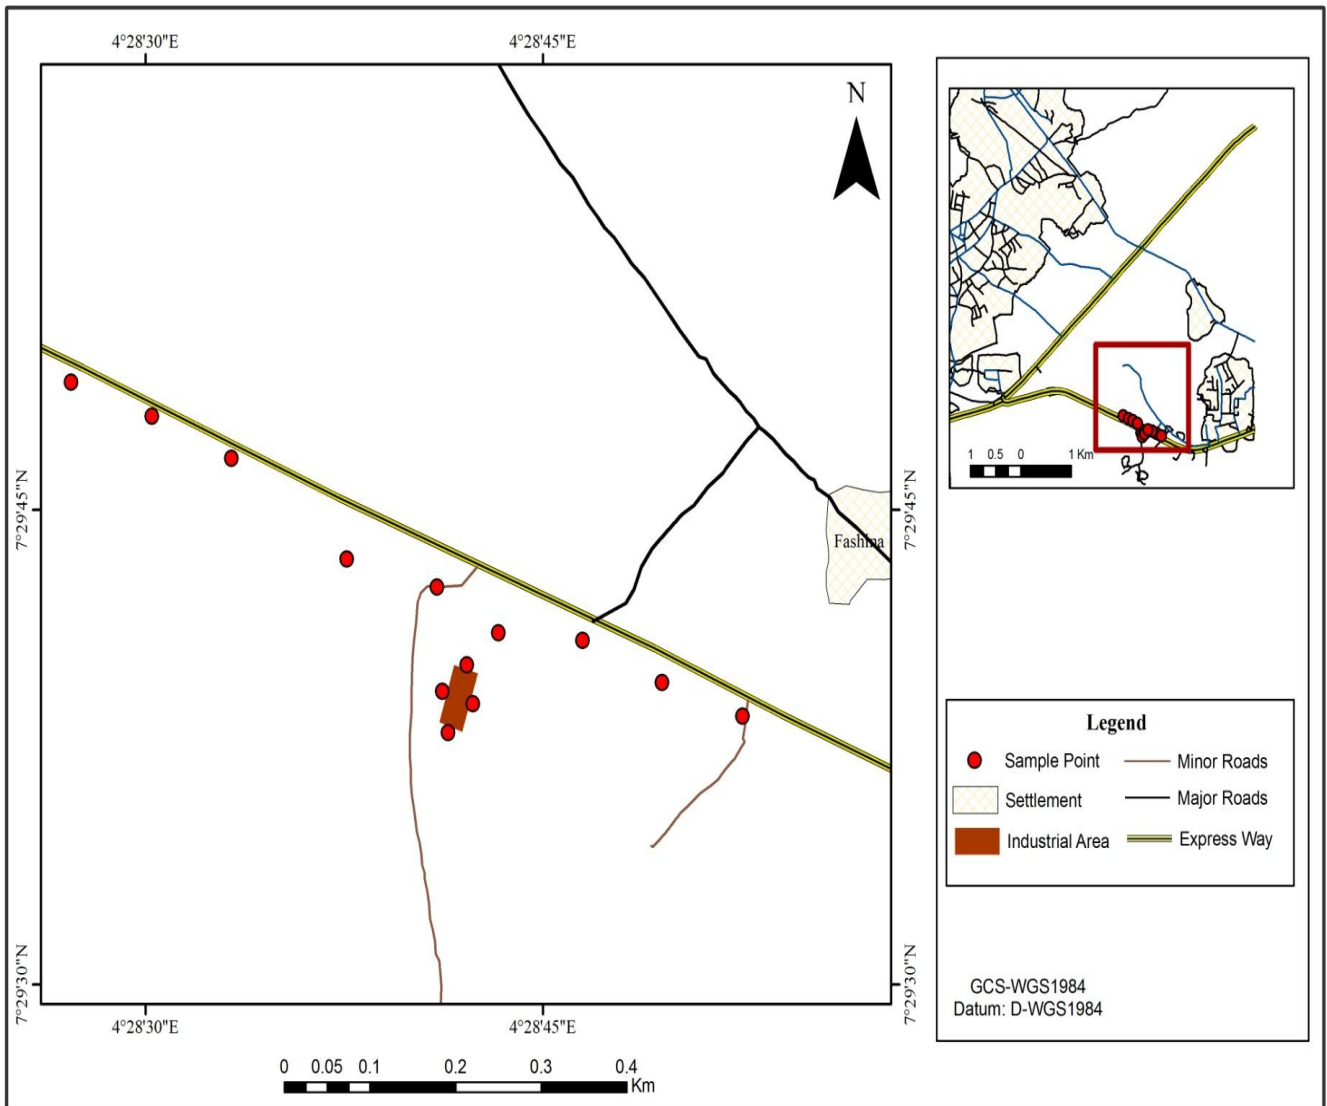 4°28'30"E
4°28'45"E
N
7°29'45"N
7°29'45"N
Fashina
1 0.5 0 1 Km
Legend
Sample Point
Minor Roads
Settlement
Major Roads
Industrial Area
Express Way
7°29'30"N
7°29'30"N
GCS-WGS1984
Datum: D-WGS1984
4°28'30"E
4°28'45"E
0 0.05 0.1 0.2 0.3 0.4
Km